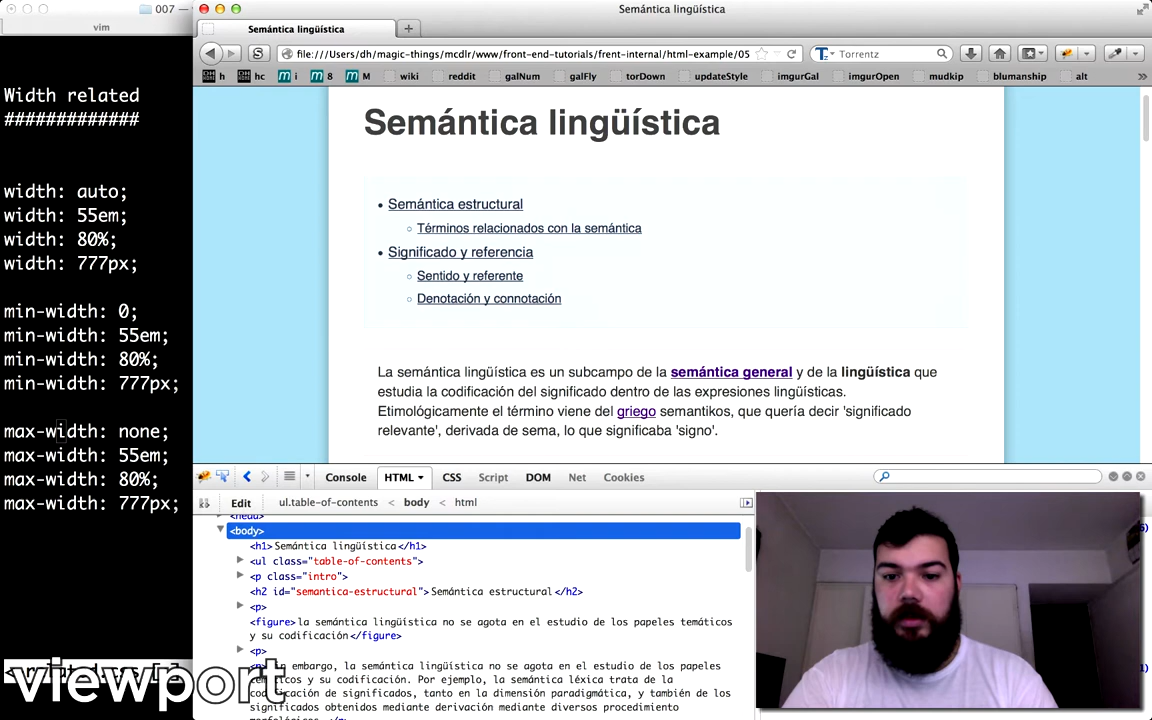 007 —
vim
Semántica lingüística
Semántica lingüística
file:///Users/dh/magic-things/mcdlr/www/front-end-tutorials/frent-internal/html-example/05
Torrentz
h hc i 8 M wiki reddit galNum galFly torDown updateStyle imgurGal imgurOpen mudkip blumanship alt
Width related
#############
width: auto;
width: 55em;
width: 80%;
width: 777px;
min-width: 0;
min-width: 55em;
min-width: 80%;
min-width: 777px;
max-width: none;
max-width: 55em;
max-width: 80%;
max-width: 777px;
Semántica lingüística
• Semántica estructural
◦ Términos relacionados con la semántica
• Significado y referencia
◦ Sentido y referente
◦ Denotación y connotación
La semántica lingüística es un subcampo de la semántica general y de la lingüística que
estudia la codificación del significado dentro de las expresiones lingüísticas.
Etimológicamente el término viene del griego semantikos, que quería decir 'significado
relevante', derivada de sema, lo que significaba 'signo'.
Console HTML CSS Script DOM Net Cookies
Edit ul.table-of-contents < body < html
<head>
<body>
<h1>Semántica lingüística</h1>
<ul class="table-of-contents">
<p class="intro">
<h2 id="semantica-estructural">Semántica estructural</h2>
<p>
<figure>la semántica lingüística no se agota en el estudio de los papeles temáticos
y su codificación</figure>
<p>
embargo, la semántica lingüística no se agota en el estudio de los papeles
y su codificación. Por ejemplo, la semántica léxica trata de la
de significados, tanto en la dimensión paradigmática, y también de los
significados obtenidos mediante derivación mediante diversos procedimiento
viewport